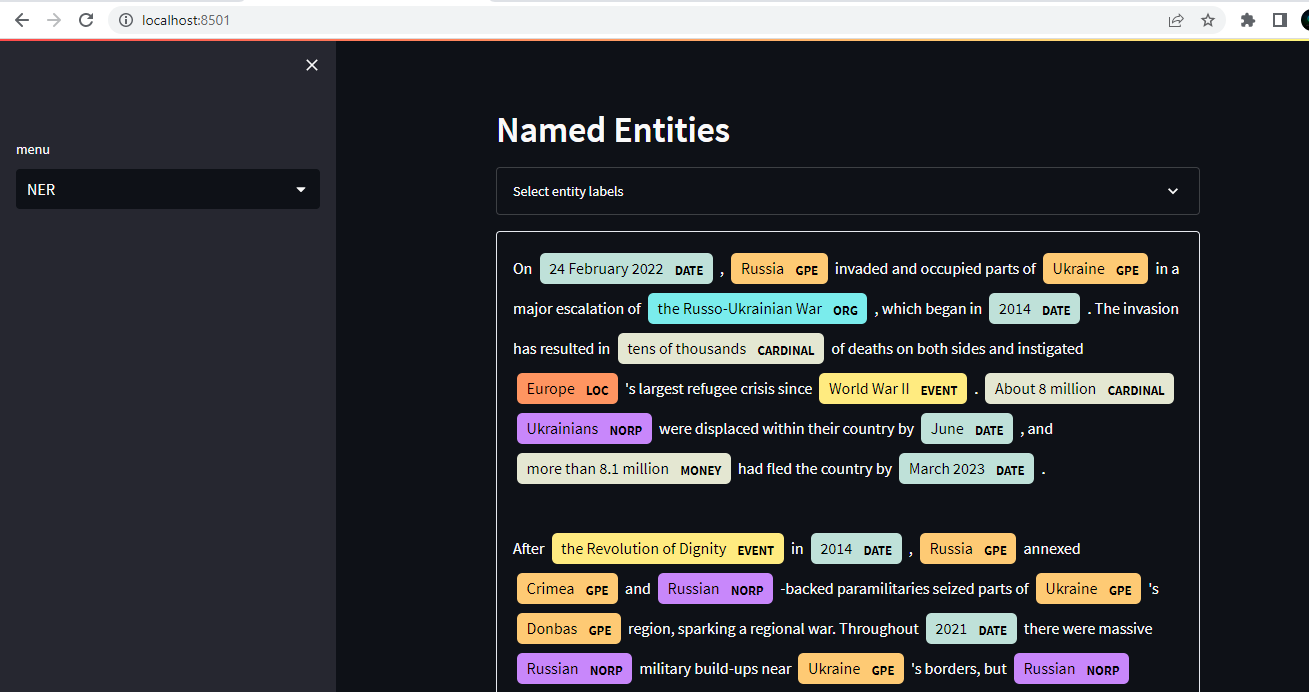 localhost:8501
menu
NER
Named Entities
Select entity labels
On 24 February 2022 DATE , Russia GPE invaded and occupied parts of Ukraine GPE in a
major escalation of the Russo-Ukrainian War ORG , which began in 2014 DATE . The invasion
has resulted in tens of thousands CARDINAL of deaths on both sides and instigated
Europe LOC 's largest refugee crisis since World War II EVENT . About 8 million CARDINAL
Ukrainians NORP were displaced within their country by June DATE , and
more than 8.1 million MONEY had fled the country by March 2023 DATE .
After the Revolution of Dignity EVENT in 2014 DATE , Russia GPE annexed
Crimea GPE and Russian NORP -backed paramilitaries seized parts of Ukraine GPE 's
Donbas GPE region, sparking a regional war. Throughout 2021 DATE there were massive
Russian NORP military build-ups near Ukraine GPE 's borders, but Russian NORP